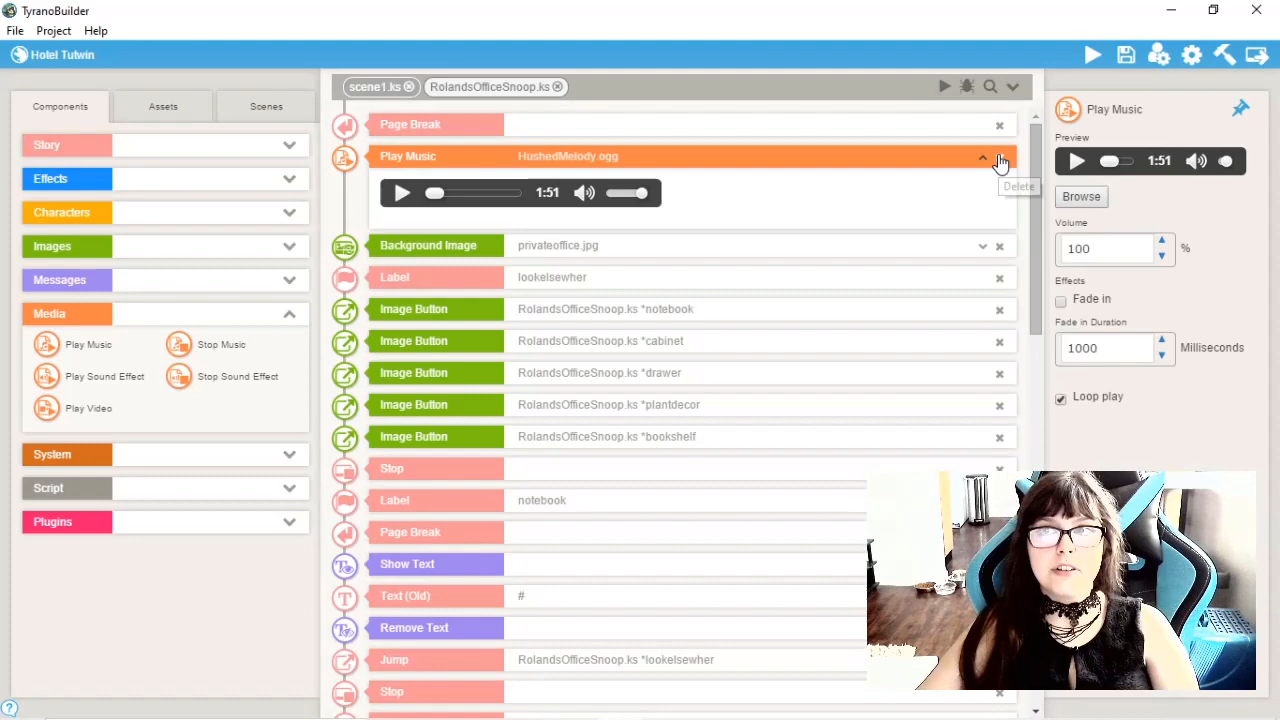 TyranoBuilder
File Project Help
Hotel Tutwin
Components Assets Scenes
Story
Effects
Characters
Images
Messages
Media
Play Music Stop Music
Play Sound Effect Stop Sound Effect
Play Video
System
Script
Plugins
scene1.ks RolandsOfficeSnoop.ks
Page Break
Play Music HushedMelody.ogg
Delete
1:51
Background Image privateoffice.jpg
Label lookelsewher
Image Button RolandsOfficeSnoop.ks *notebook
Image Button RolandsOfficeSnoop.ks *cabinet
Image Button RolandsOfficeSnoop.ks *drawer
Image Button RolandsOfficeSnoop.ks *plantdecor
Image Button RolandsOfficeSnoop.ks *bookshelf
Stop
Label notebook
Page Break
Show Text
Text (Old) #
Remove Text
Jump RolandsOfficeSnoop.ks *lookelsewher
Stop
Play Music
Preview
1:51
Browse
Volume
100 %
Effects
Fade in
Fade in Duration
1000 Milliseconds
Loop play